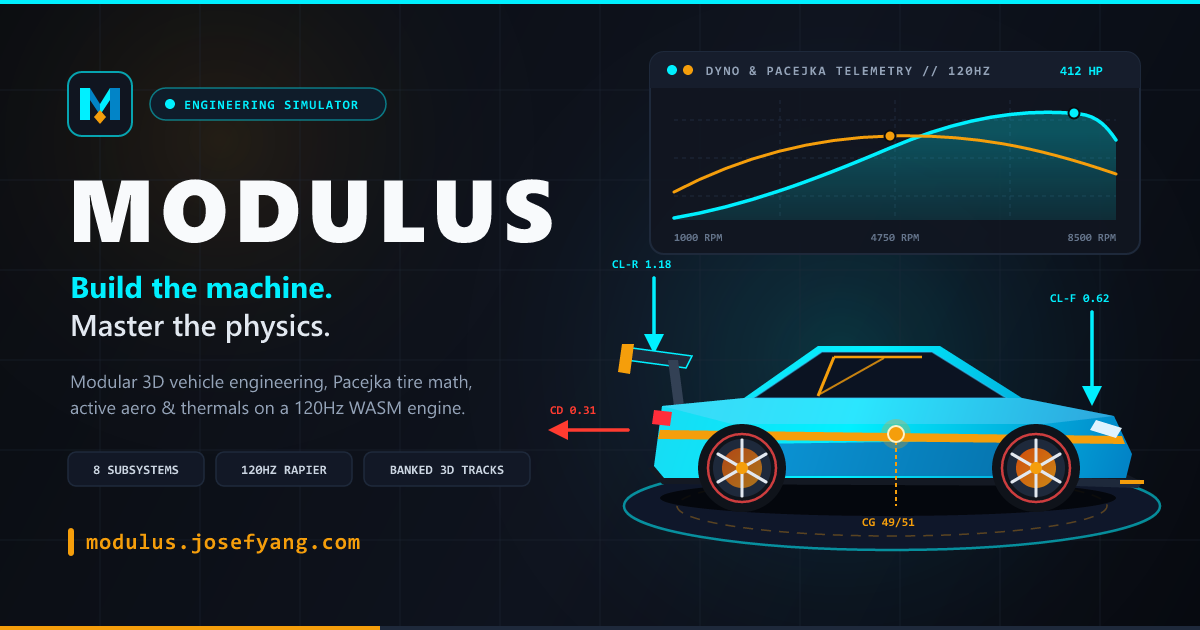 ENGINEERING SIMULATOR
MODULUS
Build the machine.
Master the physics.
Modular 3D vehicle engineering, Pacejka tire math,
active aero & thermals on a 120Hz WASM engine.
8 SUBSYSTEMS
120HZ RAPIER
BANKED 3D TRACKS
modulus.josefyang.com
DYNO & PACEJKA TELEMETRY // 120HZ
412 HP
1000 RPM
4750 RPM
8500 RPM
CL-R 1.18
CL-F 0.62
CD 0.31
CG 49/51